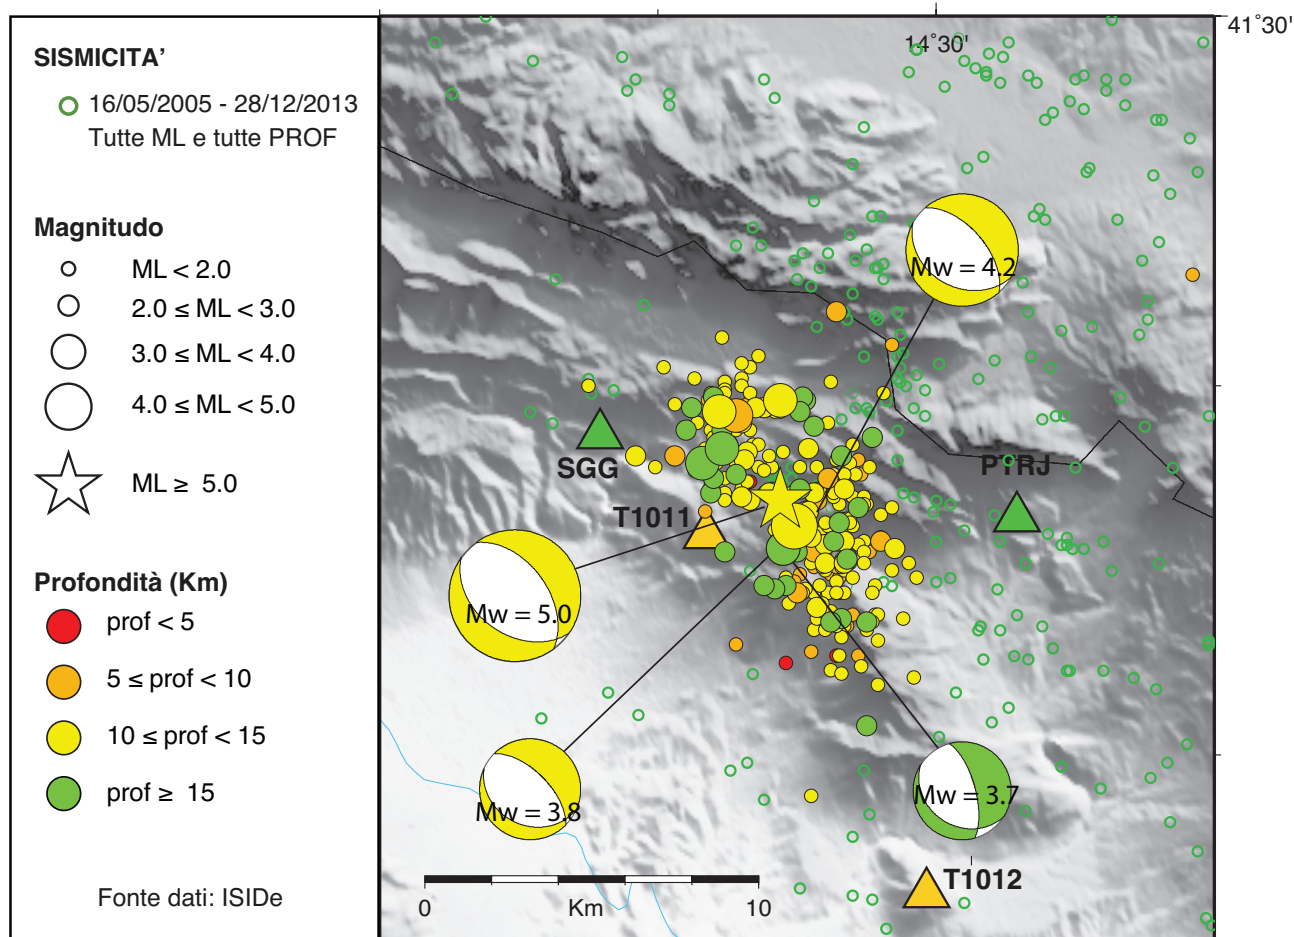 SISMICITA’
16/05/2005 - 28/12/2013
Tutte ML e tutte PROF
Magnitudo
ML < 2.0
2.0 ≤ ML < 3.0
3.0 ≤ ML < 4.0
4.0 ≤ ML < 5.0
ML ≥ 5.0
Profondità (Km)
prof < 5
5 ≤ prof < 10
10 ≤ prof < 15
prof ≥ 15
Fonte dati: ISIDe
14˚30'
41˚30'
Mw = 4.2
SGG
PTRJ
T1011
Mw = 5.0
Mw = 3.8
Mw = 3.7
T1012
0 Km 10